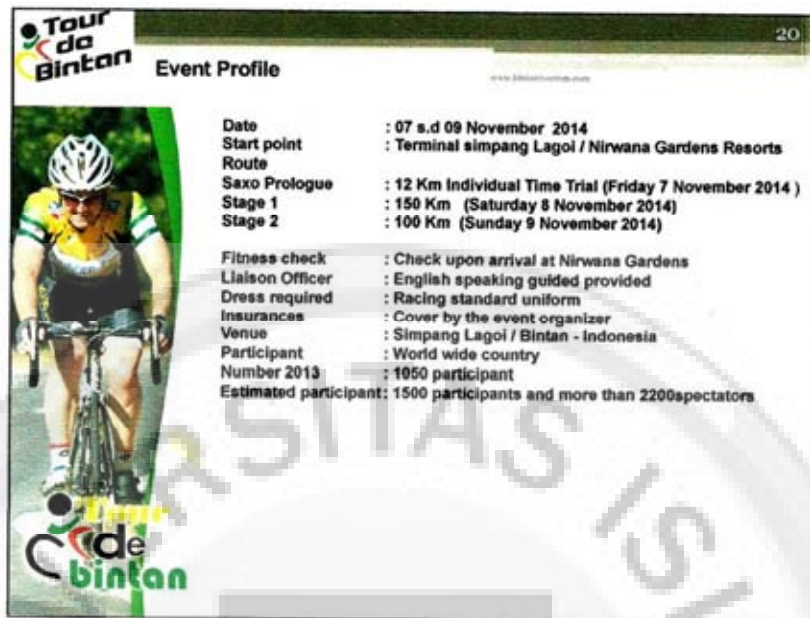 Tour
de
Bintan
20
Event Profile
Date : 07 s.d 09 November 2014
Start point : Terminal simpang Lagoi / Nirwana Gardens Resorts
Route
Saxo Prologue : 12 Km Individual Time Trial (Friday 7 November 2014 )
Stage 1 : 150 Km (Saturday 8 November 2014)
Stage 2 : 100 Km (Sunday 9 November 2014)
Fitness check : Check upon arrival at Nirwana Gardens
Liaison Officer : English speaking guided provided
Dress required : Racing standard uniform
Insurances : Cover by the event organizer
Venue : Simpang Lagoi / Bintan - Indonesia
Participant : World wide country
Number 2013 : 1050 participant
Estimated participant: 1500 participants and more than 2200spectators
Tour
de
bintan
ERSITAS ISL